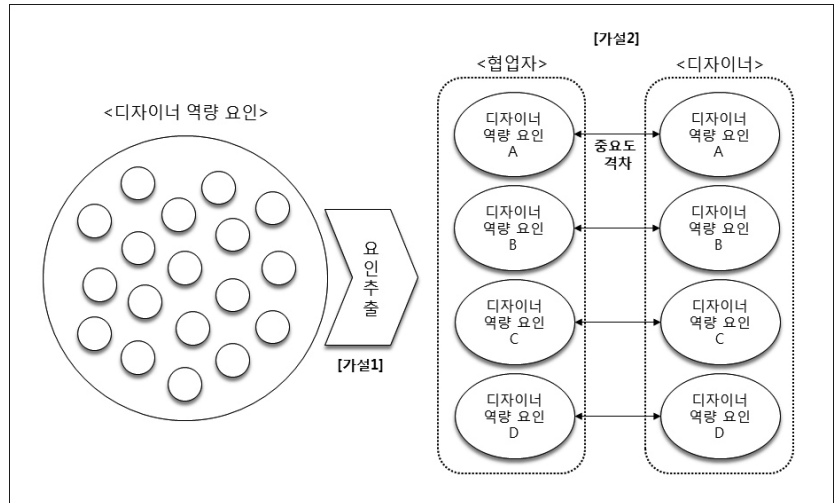 [가설2]
<협업자>
<디자이너>
<디자이너 역량 요인>
디자이너
역량 요인
A
중요도
격차
디자이너
역량 요인
A
디자이너
역량 요인
B
디자이너
역량 요인
B
요
인
추
출
[가설1]
디자이너
역량 요인
C
디자이너
역량 요인
C
디자이너
역량 요인
D
디자이너
역량 요인
D